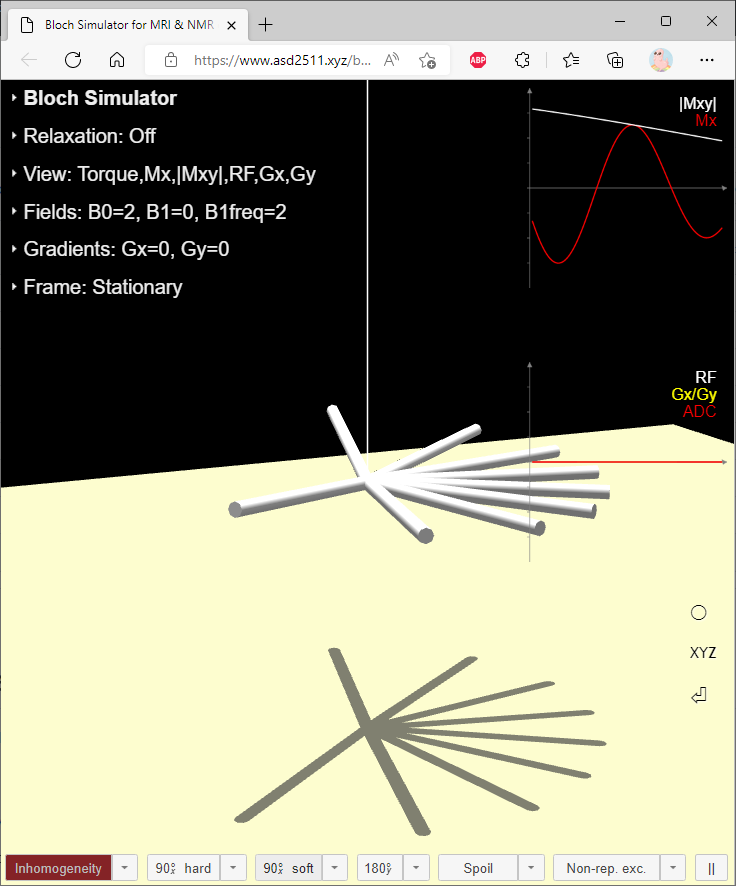 Bloch Simulator for MRI & NMR
https://www.asd2511.xyz/b...
ABP
Bloch Simulator
Relaxation: Off
View: Torque,Mx,|Mxy|,RF,Gx,Gy
Fields: B0=2, B1=0, B1freq=2
Gradients: Gx=0, Gy=0
Frame: Stationary
|Mxy|
Mx
RF
Gx/Gy
ADC
XYZ
Inhomogeneity
90°x hard
90°x soft
180°y
Spoil
Non-rep. exc.
||